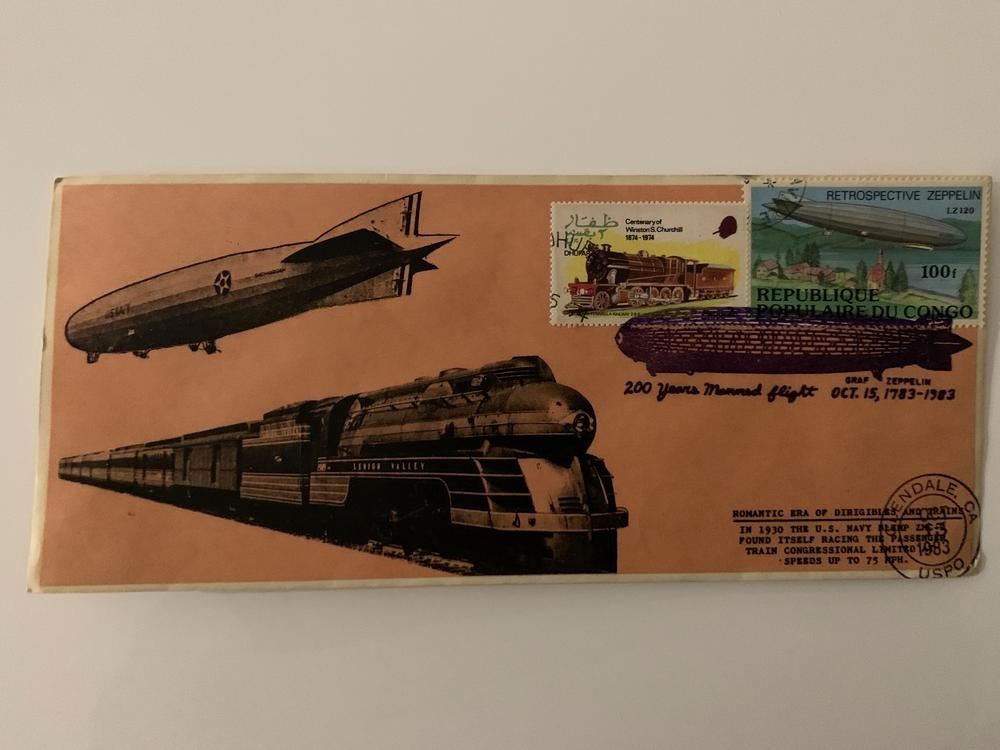 RETROSPECTIVE ZEPPELIN
LZ 120
100f
REPUBLIQUE
POPULAIRE DU CONGO
ظفار
Centenary of
Winston S. Churchill
1874-1974
200 Years Manned flight
GRAF ZEPPELIN
OCT. 15, 1783-1983
LEHIGH VALLEY
ROMANTIC ERA OF DIRIGIBLES AND TRAINS
IN 1930 THE U.S. NAVY BLIMP
FOUND ITSELF RACING THE PASSENGER
TRAIN CONGRESSIONAL LIMITED
SPEEDS UP TO 75 MPH.
ENDALE, CA
1983
USPO